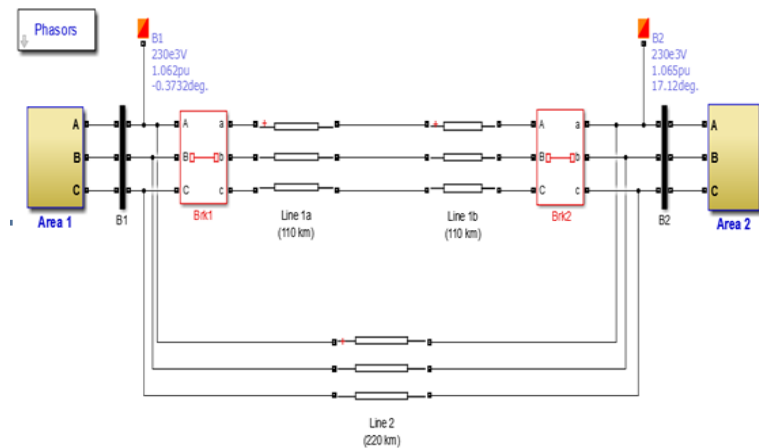 Phasors
B1
230e3V
1.062pu
-0.3732deg.
B2
230e3V
1.065pu
17.12deg.
A
B
C
Area 1
B1
A
B
C
a
b
c
Brk1
Line 1a
(110 km)
Line 1b
(110 km)
A
B
C
a
b
c
Brk2
B2
A
B
C
Area 2
Line 2
(220 km)